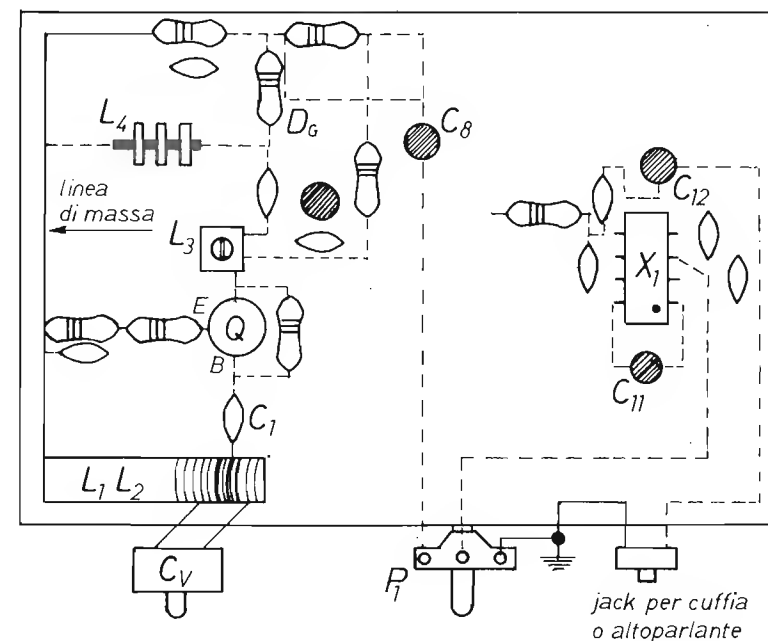 L4
DG
C8
linea
di massa
C12
L3
X1
E
Q
B
C11
C1
L1 L2
CV
P1
jack per cuffia
o altoparlante